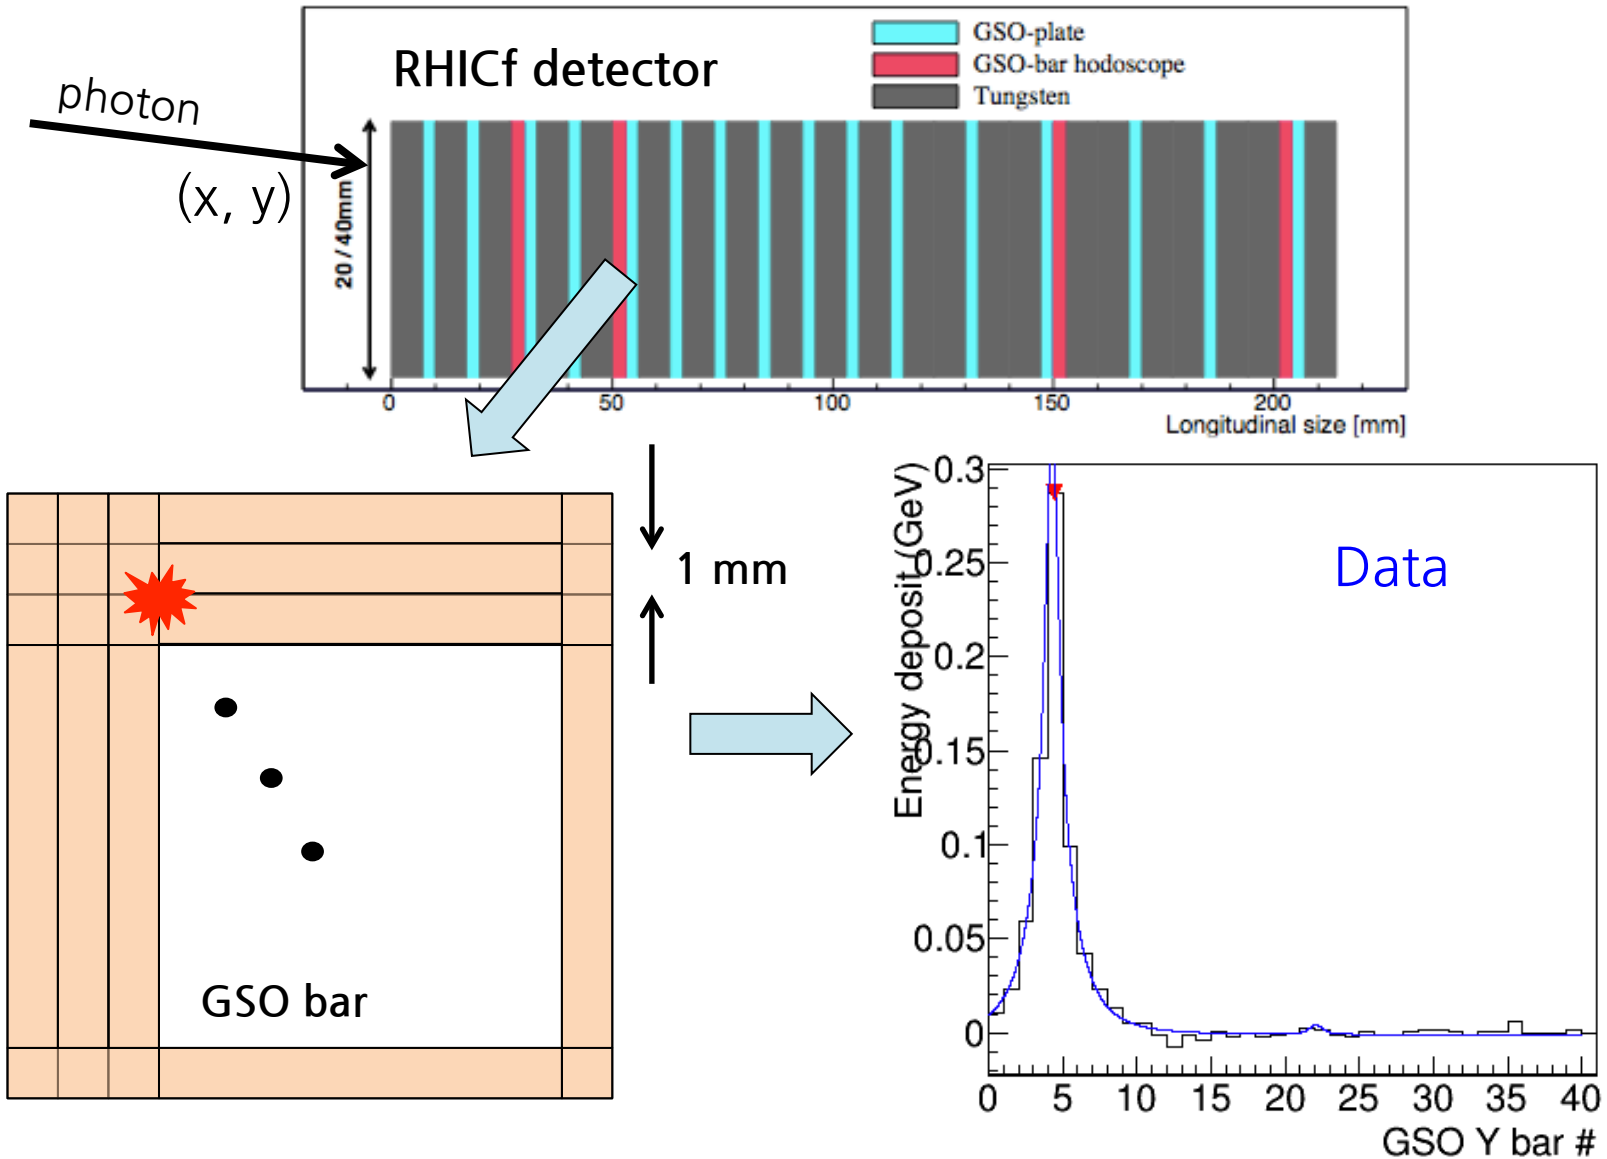 RHICf detector
GSO-plate
GSO-bar hodoscope
Tungsten
photon
(x, y)
20 / 40mm
0 50 100 150 200
Longitudinal size [mm]
1 mm
GSO bar
Data
Energy deposit (GeV)
0.3
0.25
0.2
0.15
0.1
0.05
0
0 5 10 15 20 25 30 35 40
GSO Y bar #